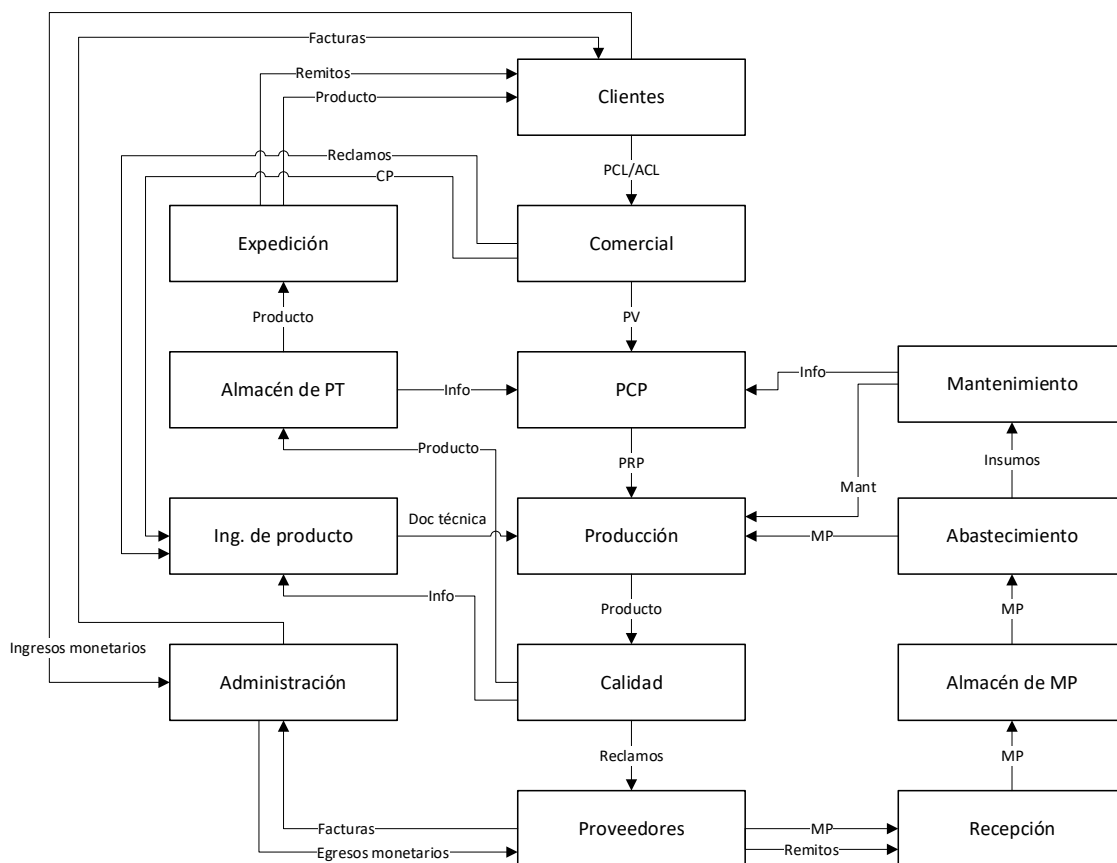 Facturas
Remitos
Clientes
Producto
Reclamos
PCL/ACL
CP
Expedición
Comercial
Producto
PV
Almacén de PT
Info
PCP
Info
Mantenimiento
Producto
PRP
Insumos
Mant
Ing. de producto
Doc técnica
Producción
MP
Abastecimiento
Info
Producto
MP
Ingresos monetarios
Administración
Calidad
Almacén de MP
Reclamos
MP
Facturas
Proveedores
MP
Recepción
Egresos monetarios
Remitos